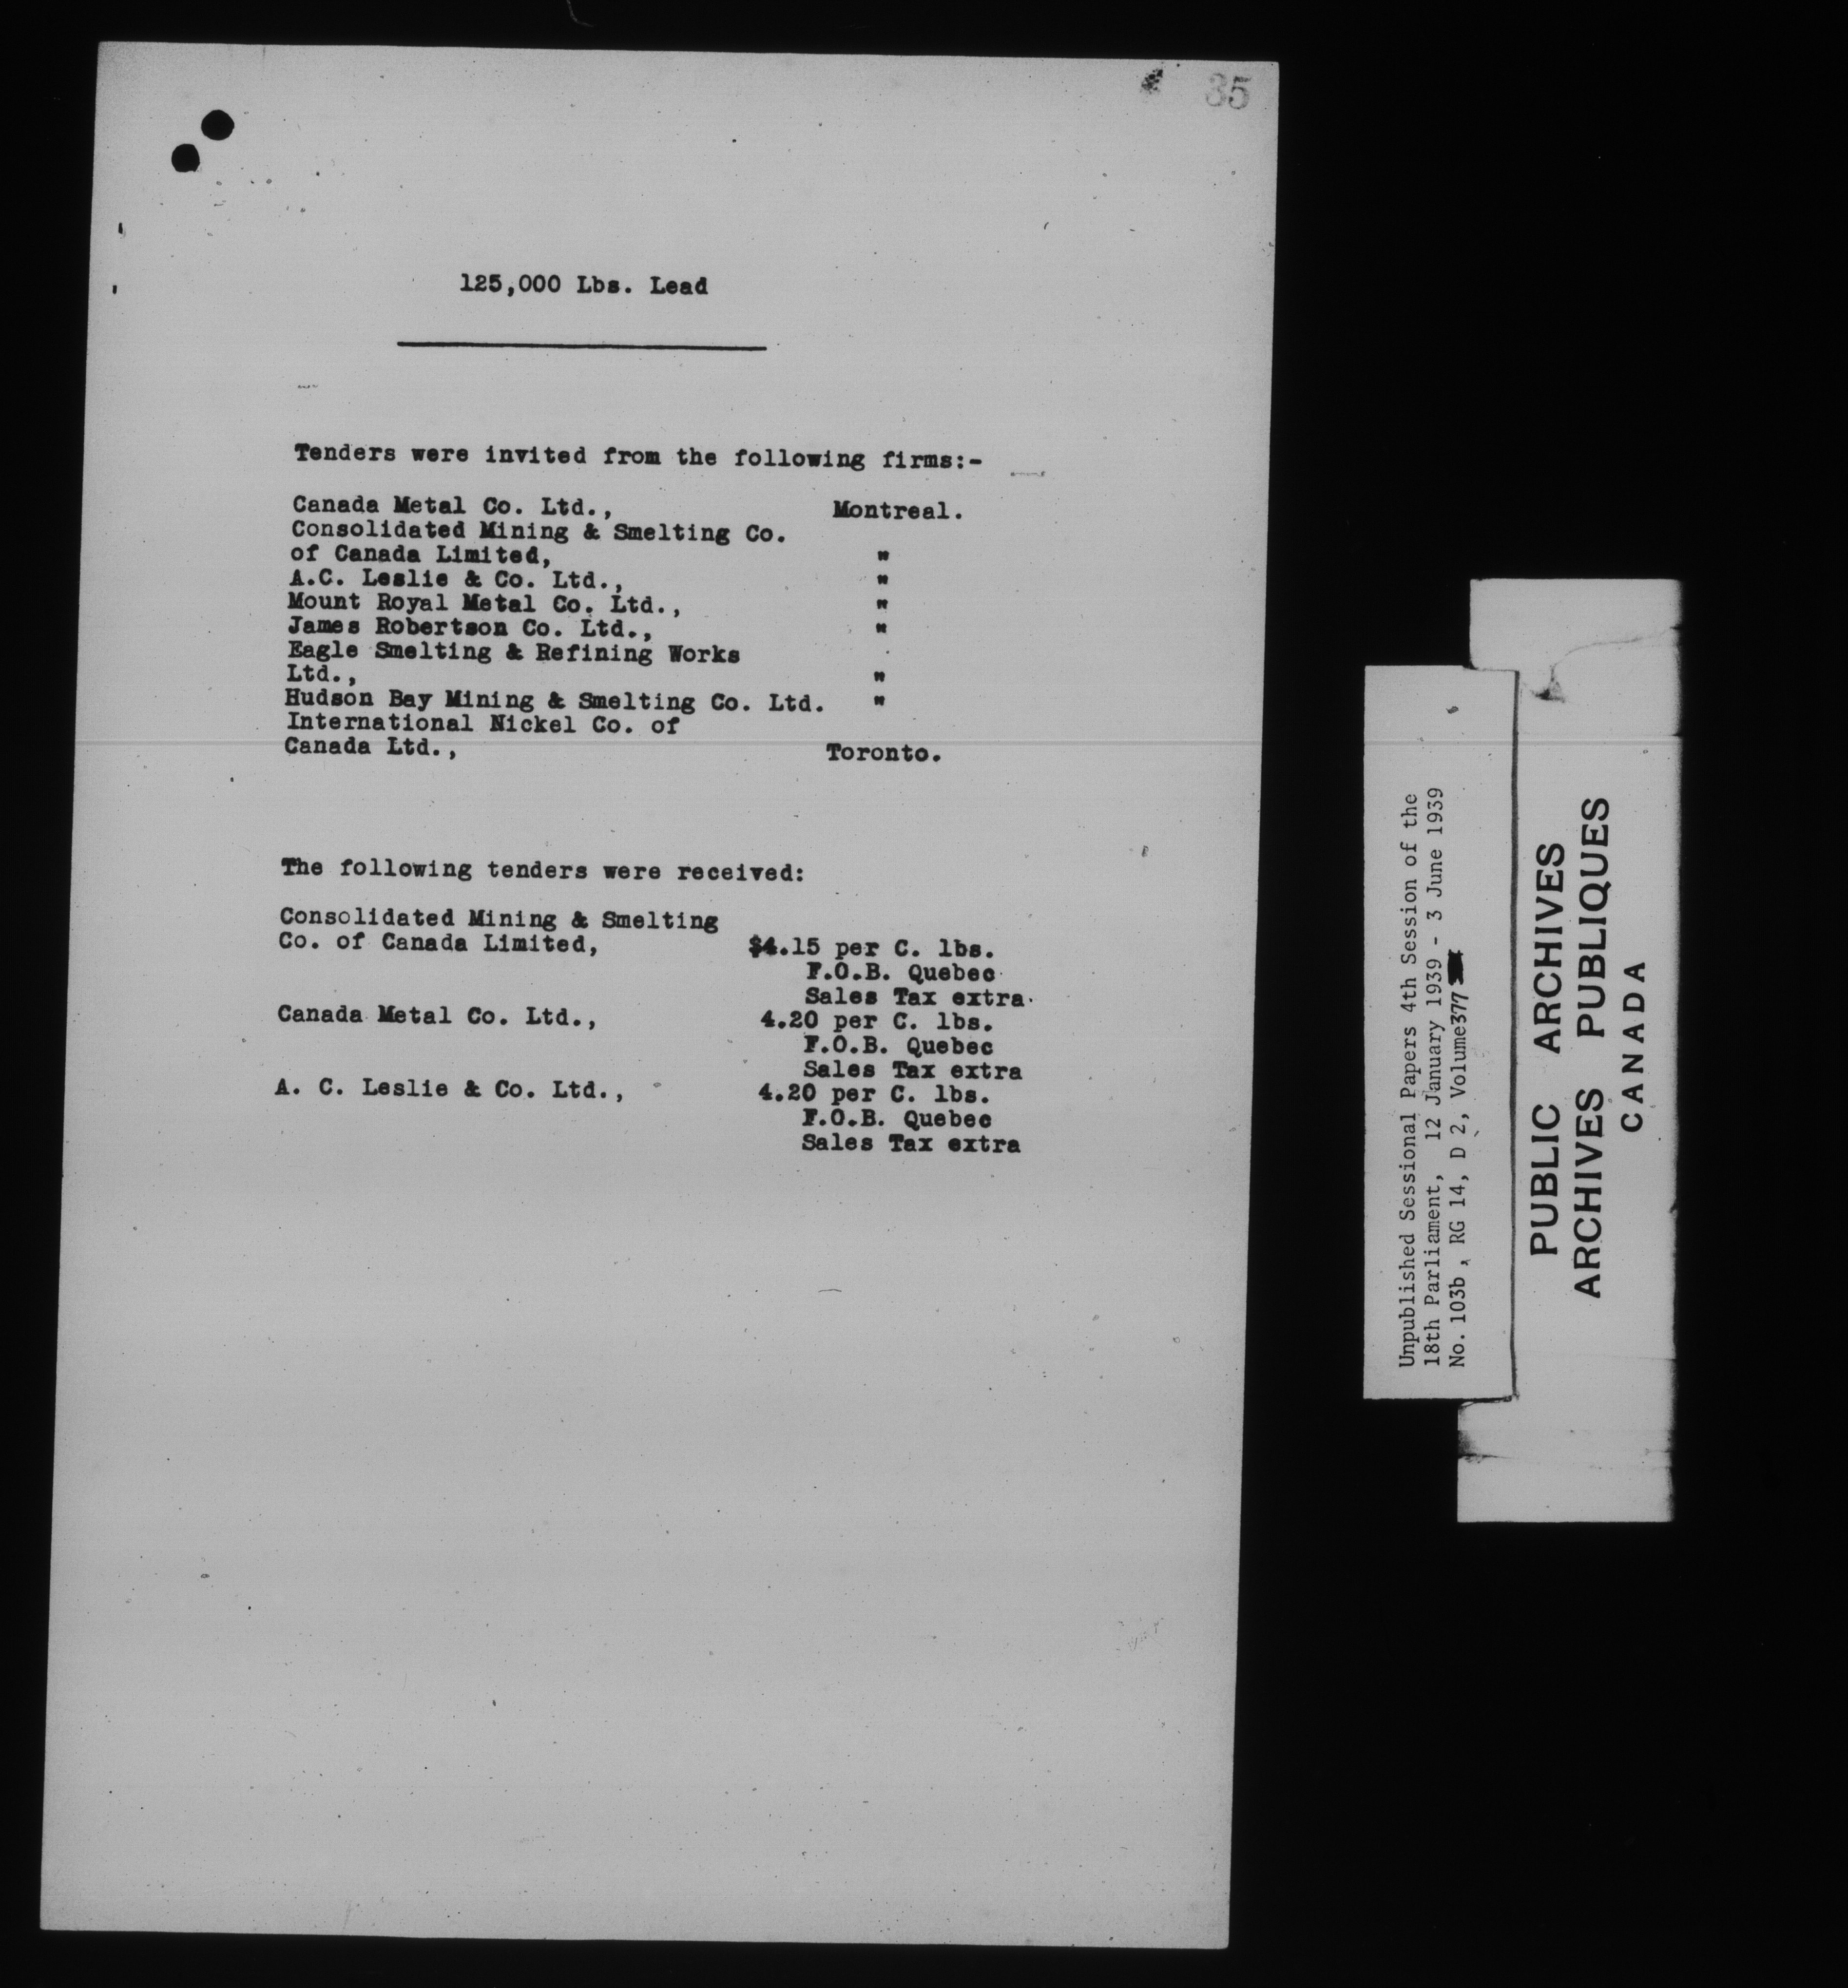 35
125,000 Lbs. Lead
Tenders were invited from the following firms:-
Canada Metal Co. Ltd., Montreal.
Consolidated Mining & Smelting Co.
of Canada Limited, "
A.C. Leslie & Co. Ltd., "
Mount Royal Metal Co. Ltd., "
James Robertson Co. Ltd., "
Eagle Smelting & Refining Works
Ltd., "
Hudson Bay Mining & Smelting Co. Ltd. "
International Nickel Co. of
Canada Ltd., Toronto.
The following tenders were received:
Consolidated Mining & Smelting
Co. of Canada Limited, $4.15 per C. lbs.
F.O.B. Quebec
Sales Tax extra
Canada Metal Co. Ltd., 4.20 per C. lbs.
F.O.B. Quebec
Sales Tax extra
A. C. Leslie & Co. Ltd., 4.20 per C. lbs.
F.O.B. Quebec
Sales Tax extra
Unpublished Sessional Papers 4th Session of the
18th Parliament, 12 January 1939 - 3 June 1939
No. 103b, RG 14, D 2, Volume 377
PUBLIC ARCHIVES
ARCHIVES PUBLIQUES
CANADA